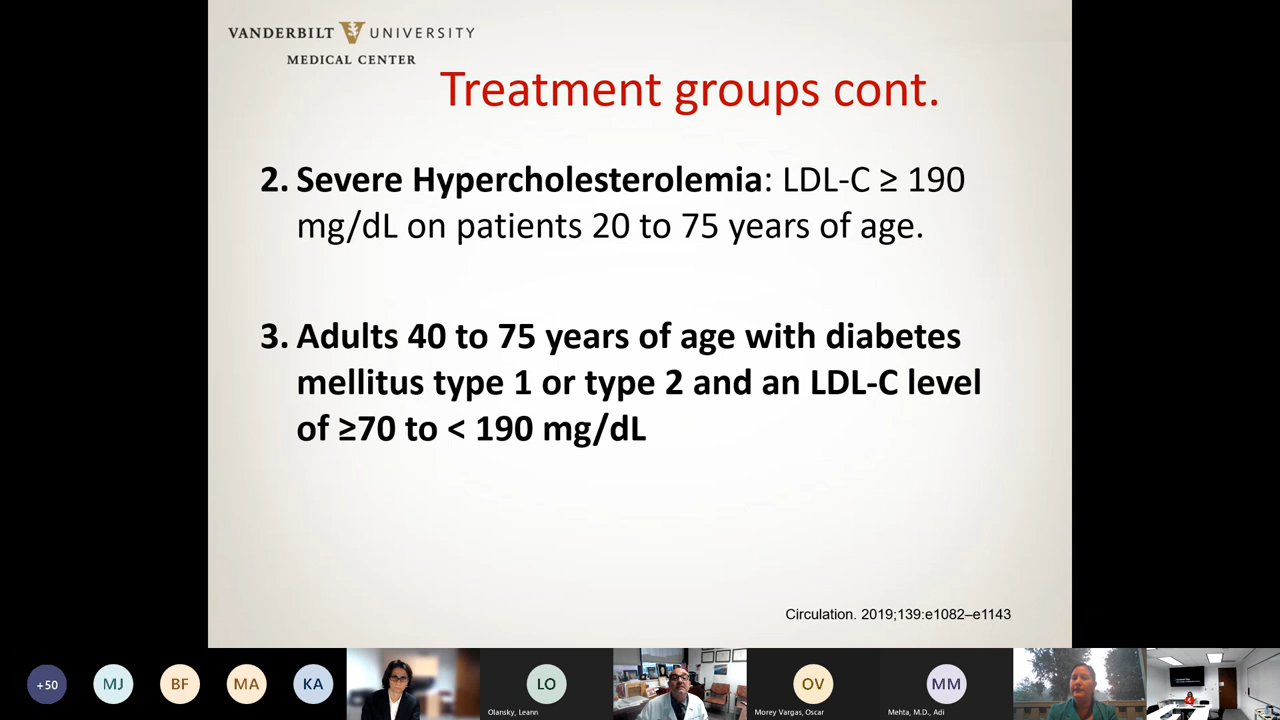 VANDERBILT UNIVERSITY
MEDICAL CENTER
Treatment groups cont.
2. Severe Hypercholesterolemia: LDL-C ≥ 190
mg/dL on patients 20 to 75 years of age.
3. Adults 40 to 75 years of age with diabetes
mellitus type 1 or type 2 and an LDL-C level
of ≥70 to < 190 mg/dL
Circulation. 2019;139:e1082–e1143
+50
MJ
BF
MA
KA
LO
Olansky, Leann
OV
Morey Vargas, Oscar
MM
Mehta, M.D., Adi